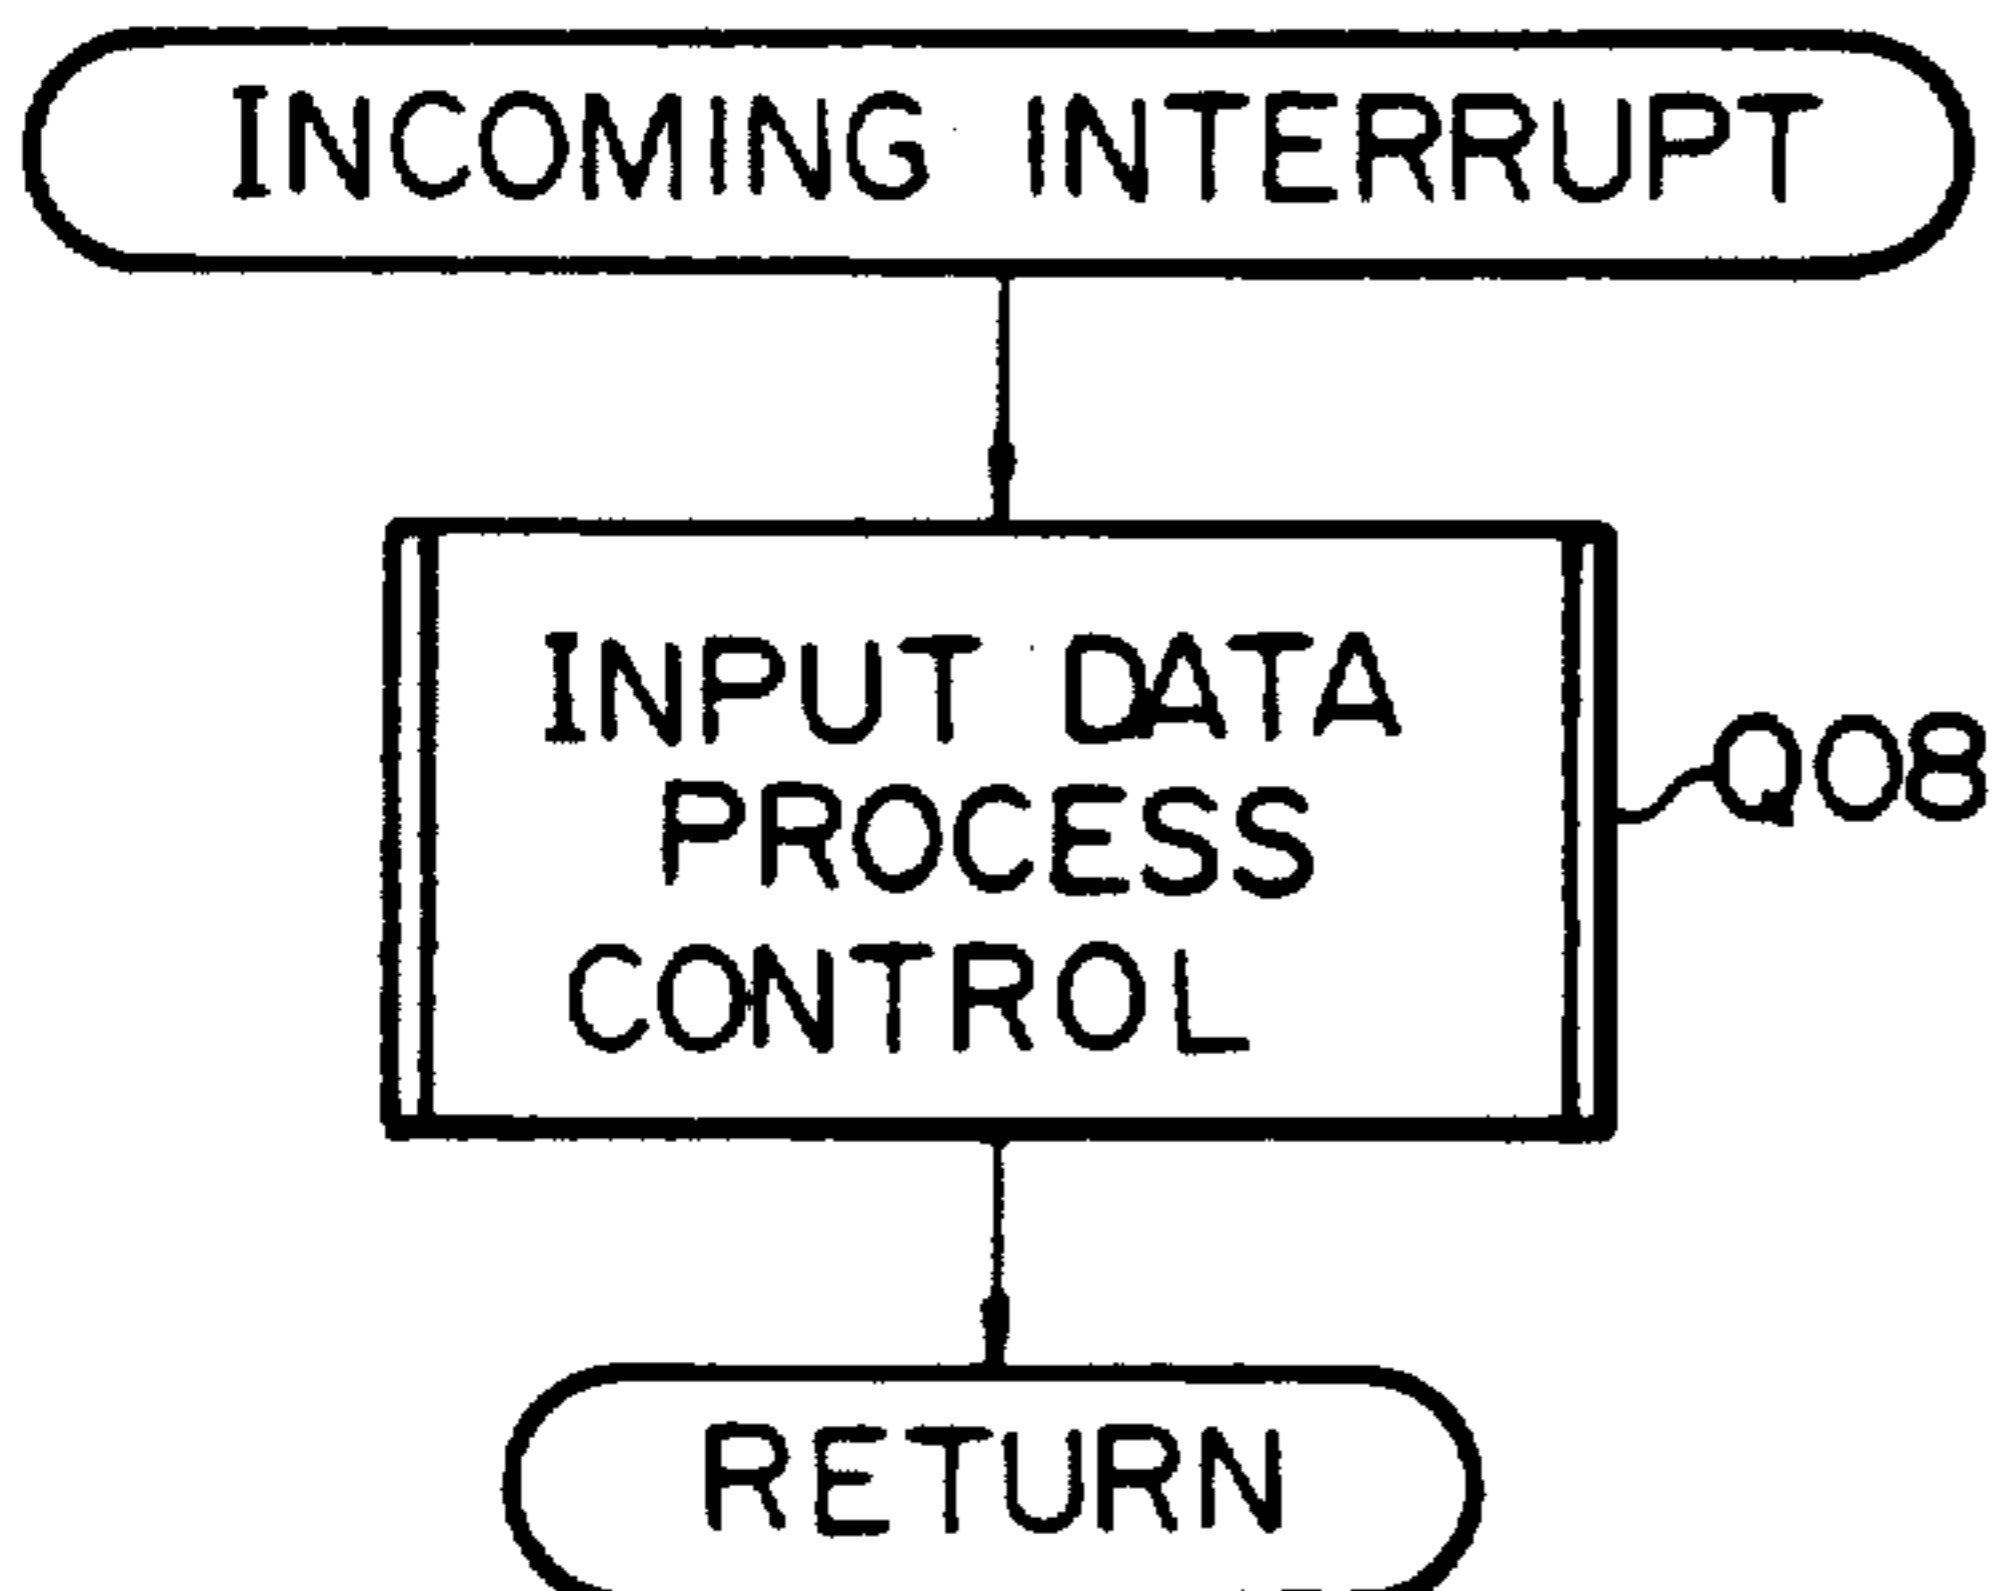 INCOMING INTERRUPT
INPUT DATA
PROCESS
CONTROL
Q08
RETURN